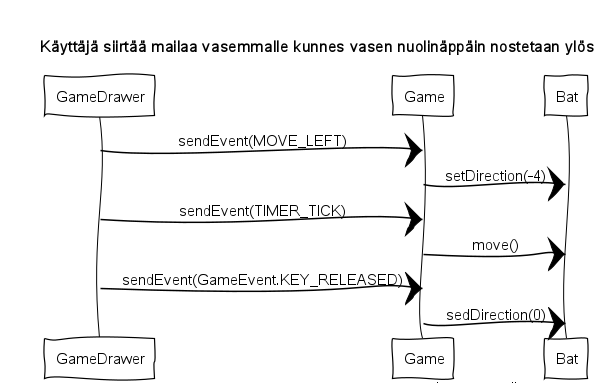 Käyttäjä siirtää mailaa vasemmalle kunnes vasen nuolinäppäin nostetaan ylös
GameDrawer Game Bat
sendEvent(MOVE_LEFT)
setDirection(-4)
sendEvent(TIMER_TICK)
move()
sendEvent(GameEvent.KEY_RELEASED)
sedDirection(0)
GameDrawer Game Bat